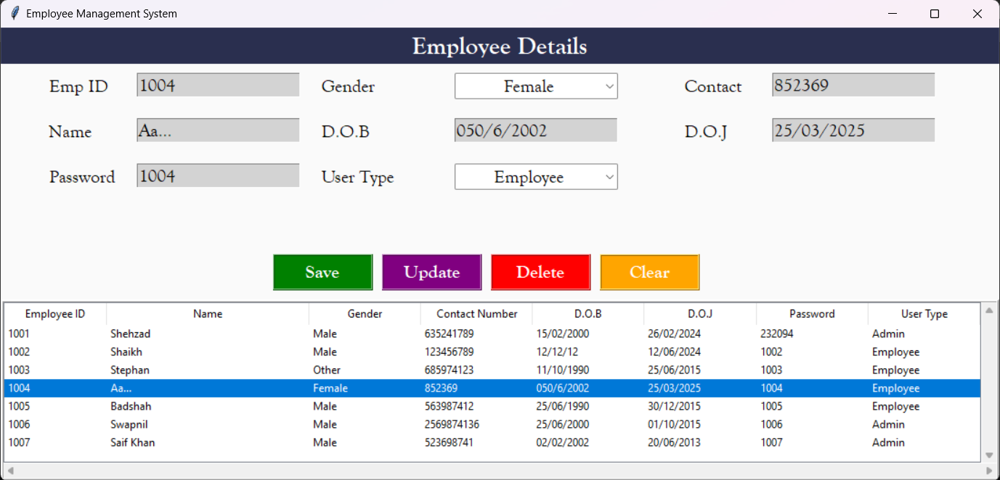 Employee Management System
Employee Details
Emp ID 1004 Gender Female Contact 852369
Name Aa... D.O.B 050/6/2002 D.O.J 25/03/2025
Password 1004 User Type Employee
Save Update Delete Clear
Employee ID Name Gender Contact Number D.O.B D.O.J Password User Type
1001 Shehzad Male 635241789 15/02/2000 26/02/2024 232094 Admin
1002 Shaikh Male 123456789 12/12/12 12/06/2024 1002 Employee
1003 Stephan Other 685974123 11/10/1990 25/06/2015 1003 Employee
1004 Aa... Female 852369 050/6/2002 25/03/2025 1004 Employee
1005 Badshah Male 563987412 25/06/1990 30/12/2015 1005 Employee
1006 Swapnil Male 2569874136 25/06/2000 01/10/2015 1006 Admin
1007 Saif Khan Male 523698741 02/02/2002 20/06/2013 1007 Admin